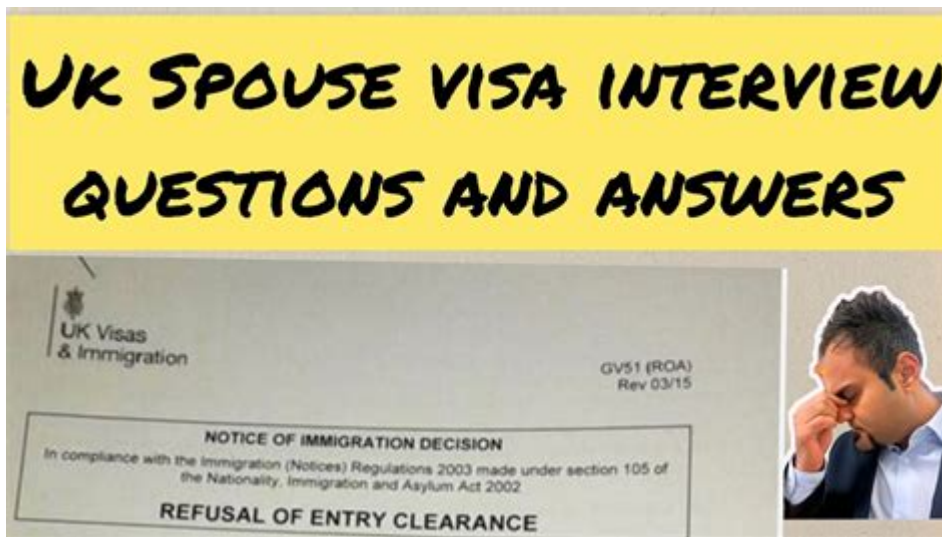 UK SPOUSE VISA INTERVIEW
QUESTIONS AND ANSWERS
UK Visas
& Immigration
GV51 (ROA)
Rev 03/15
NOTICE OF IMMIGRATION DECISION
In compliance with the Immigration (Notices) Regulations 2003 made under section 105 of
the Nationality, Immigration and Asylum Act 2002
REFUSAL OF ENTRY CLEARANCE